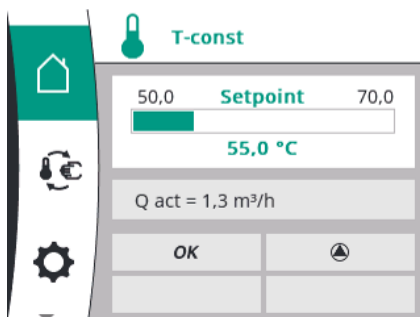 T-const
50,0 Setpoint 70,0
55,0 °C
Q act = 1,3 m³/h
OK